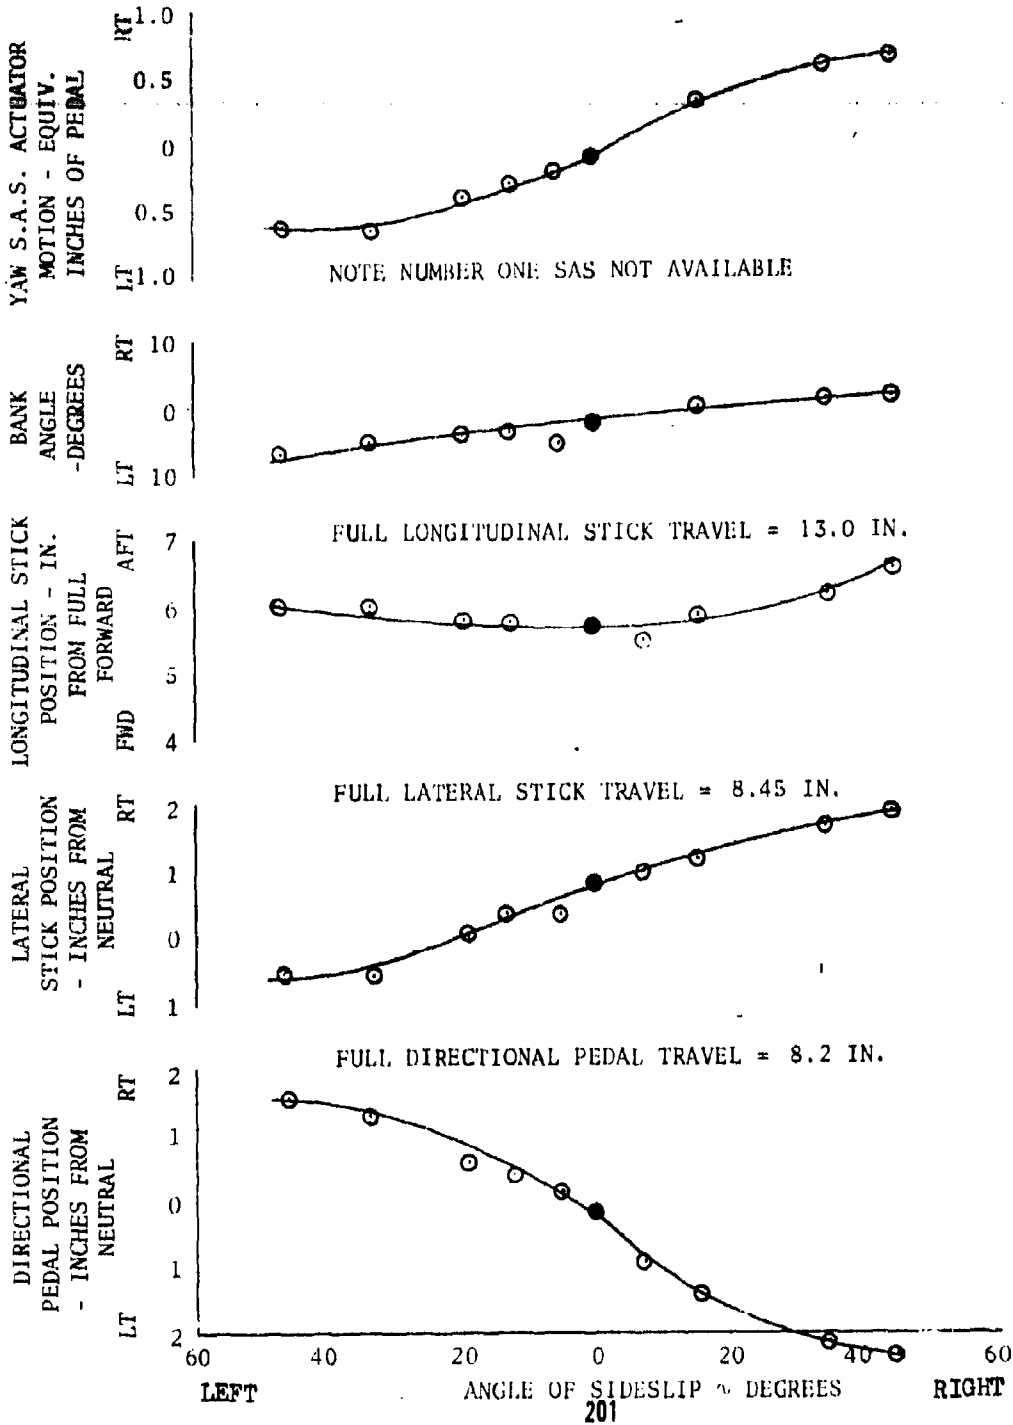 YAW S.A.S. ACTUATOR
MOTION - EQUIV.
INCHES OF PEDAL
RT
1.0
0.5
0
0.5
1.0
LT
NOTE NUMBER ONE SAS NOT AVAILABLE
BANK
ANGLE
-DEGREES
RT
10
0
10
LT
FULL LONGITUDINAL STICK TRAVEL = 13.0 IN.
LONGITUDINAL STICK
POSITION - IN.
FROM FULL
FORWARD
AFT
7
6
5
4
FWD
FULL LATERAL STICK TRAVEL = 8.45 IN.
LATERAL
STICK POSITION
- INCHES FROM
NEUTRAL
RT
2
1
0
1
LT
FULL DIRECTIONAL PEDAL TRAVEL = 8.2 IN.
DIRECTIONAL
PEDAL POSITION
- INCHES FROM
NEUTRAL
RT
2
1
0
1
2
LT
60 40 20 0 20 40 60
LEFT ANGLE OF SIDESLIP ~ DEGREES RIGHT
201